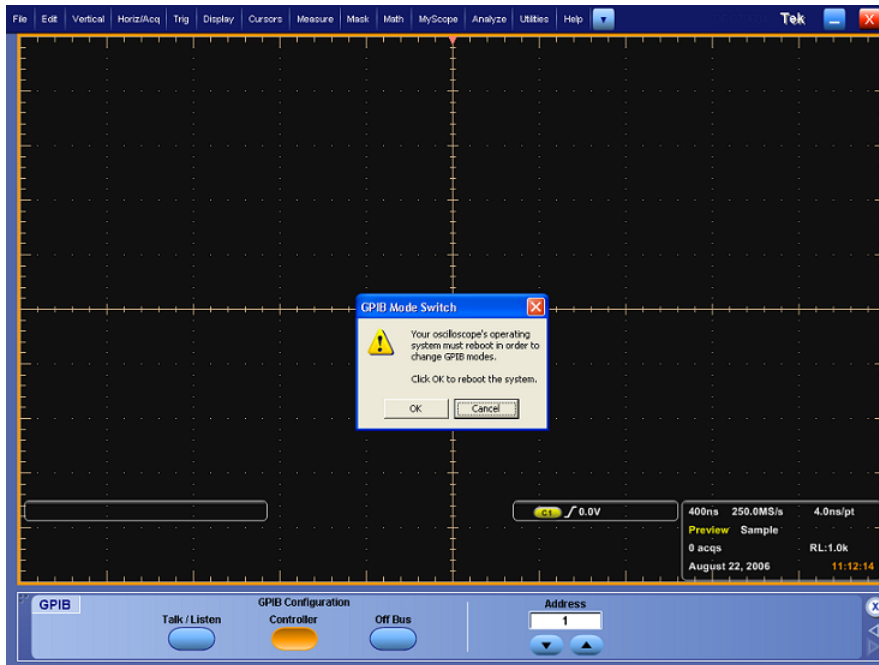 File Edit Vertical Horiz/Acq Trig Display Cursors Measure Mask Math MyScope Analyze Utilities Help Tek X
GPIB Mode Switch
Your oscilloscope's operating
system must reboot in order to
change GPIB modes.
Click OK to reboot the system.
OK Cancel
C1 0.0V
400ns 250.0MS/s 4.0ns/pt
Preview Sample
0 acqs RL:1.0k
August 22, 2006 11:12:14
GPIB
GPIB Configuration
Talk / Listen Controller Off Bus
Address
1
X